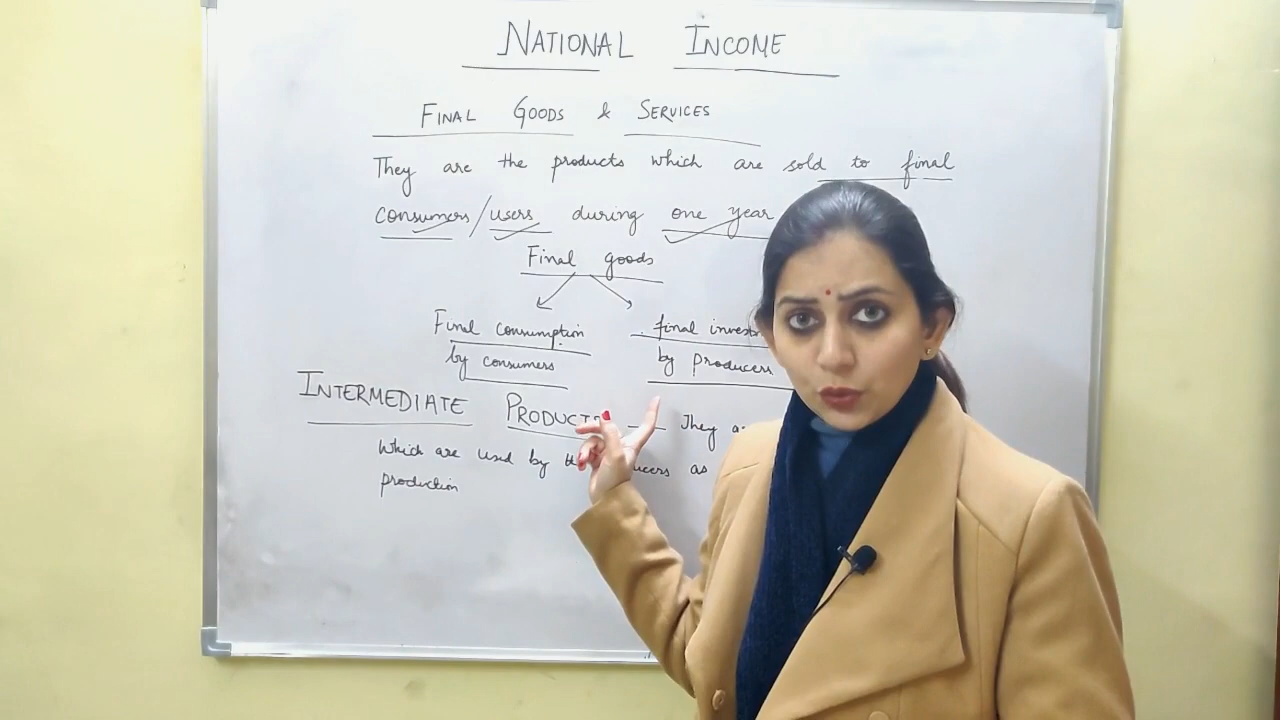 NATIONAL INCOME
FINAL GOODS & SERVICES
They are the products which are sold to final
consumers/users during one year
Final goods
Final consumption final
by consumers by producers
INTERMEDIATE They
which are used by as
production